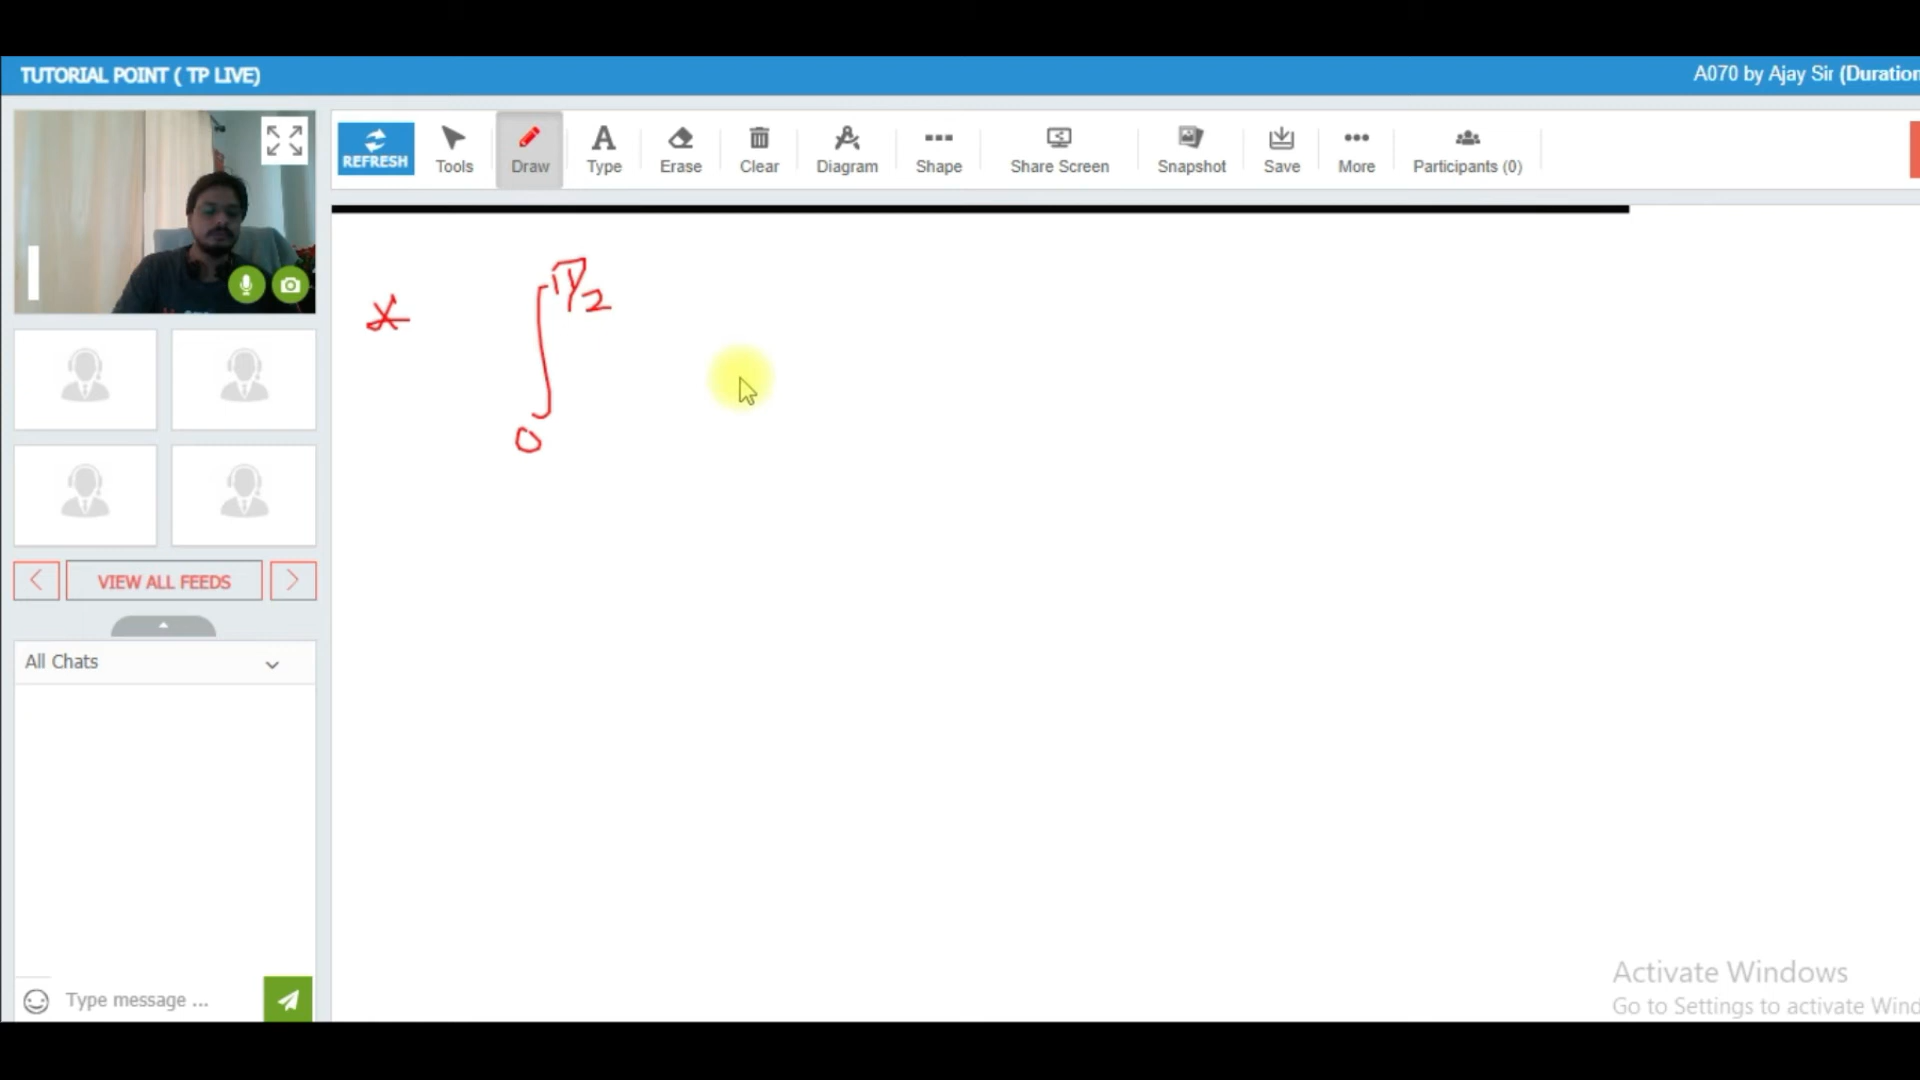 TUTORIAL POINT ( TP LIVE)
A070 by Ajay Sir (Duration
REFRESH
Tools
Draw
Type
Erase
Clear
Diagram
Shape
Share Screen
Snapshot
Save
More
Participants (0)
* ∫ π/2
0
VIEW ALL FEEDS
All Chats
Type message ...
Activate Windows
Go to Settings to activate Wind